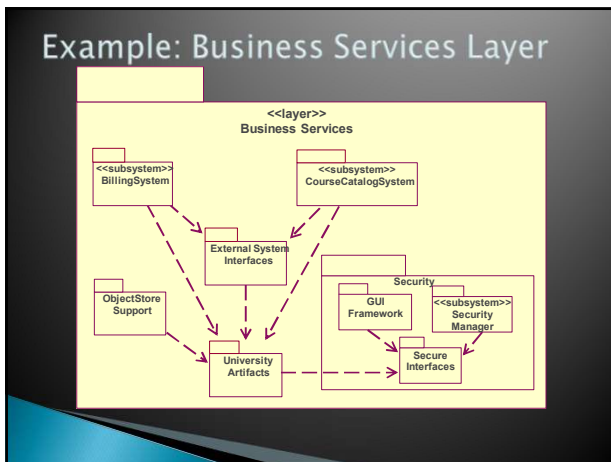 Example: Business Services Layer
<<layer>>
Business Services
<<subsystem>>
BillingSystem
<<subsystem>>
CourseCatalogSystem
External System
Interfaces
ObjectStore
Support
Security
GUI
Framework
<<subsystem>>
Security
Manager
University
Artifacts
Secure
Interfaces